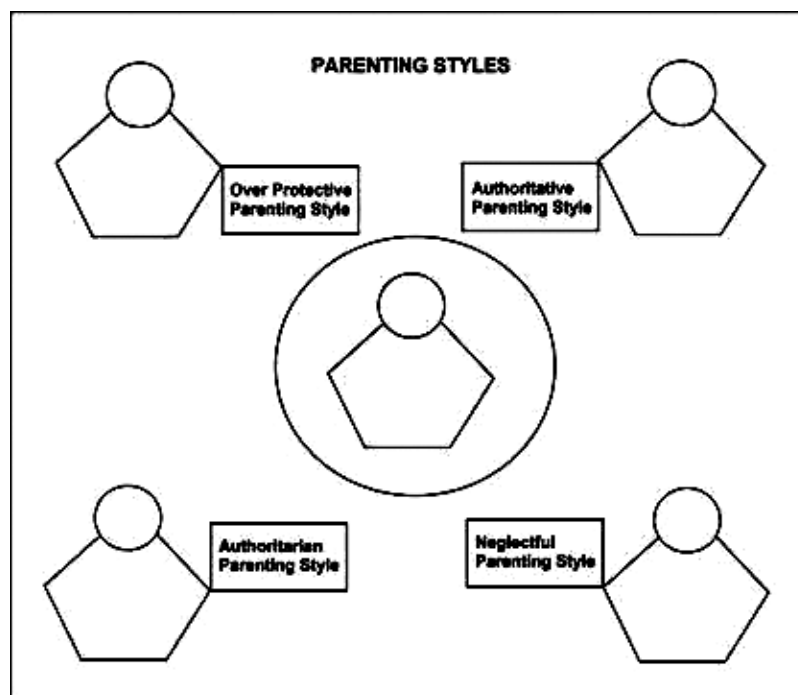 PARENTING STYLES
Over Protective
Parenting Style
Authoritative
Parenting Style
Authoritarian
Parenting Style
Neglectful
Parenting Style